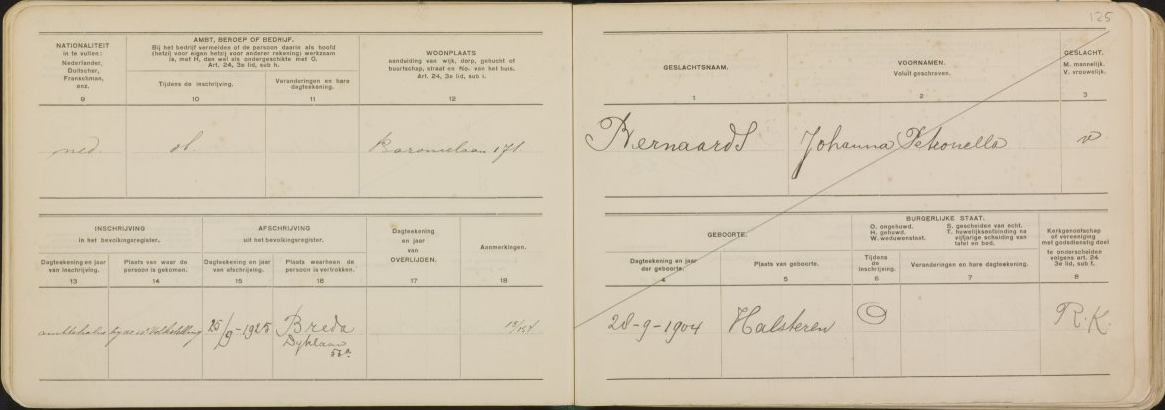 NATIONALITEIT
in te vullen:
Nederlander,
Duitscher,
Franschman,
enz.
9
AMBT, BEROEP OF BEDRIJF.
Bij het bedrijf vermelden of de persoon daarin als hoofd
(hetzij voor eigen hetzij voor anderer rekening) werkzaam
is, met H, dan wel als ondergeschikte met O.
Art. 24, 3e lid, sub h.
Tijdens de inschrijving.
10
Veranderingen en hare
dagteekening.
11
WOONPLAATS
aanduiding van wijk, dorp, gehucht of
buurtschap, straat en No. van het huis.
Art. 24, 3e lid, sub i.
12
ned
Baronielaan 171
INSCHRIJVING
in het bevolkingsregister.
Dagteekening en jaar
van inschrijving.
13
Plaats van waar de
persoon is gekomen.
14
AFSCHRIJVING
uit het bevolkingsregister.
Dagteekening en jaar
van afschrijving.
15
Plaats waarheen de
persoon is vertrokken.
16
Dagteekening
en jaar
van
OVERLIJDEN.
17
Aanmerkingen.
18
ambtshalve bij de Volkstelling
25/9-1925
Breda
Dyklaan
125
GESLACHTSNAAM.
1
VOORNAMEN.
Voluit geschreven.
2
GESLACHT.
M. mannelijk.
V. vrouwelijk.
3
Bernaards
Johanna Petronella
v
GEBOORTE.
Dagteekening en jaar
der geboorte.
4
Plaats van geboorte.
5
BURGERLIJKE STAAT.
O. ongehuwd.
H. gehuwd.
W. weduwenstaat.
S. gescheiden van echt.
T. huwelijksontbinding na
vijfjarige scheiding van
tafel en bed.
Tijdens
de
inschrijving.
6
Veranderingen en hare dagteekening.
7
Kerkgenootschap
of vereeniging
met godsdienstig doel
te onderscheiden
volgens art. 24
3e lid, sub f.
8
28-9-1904
Halsteren
O
R.K.